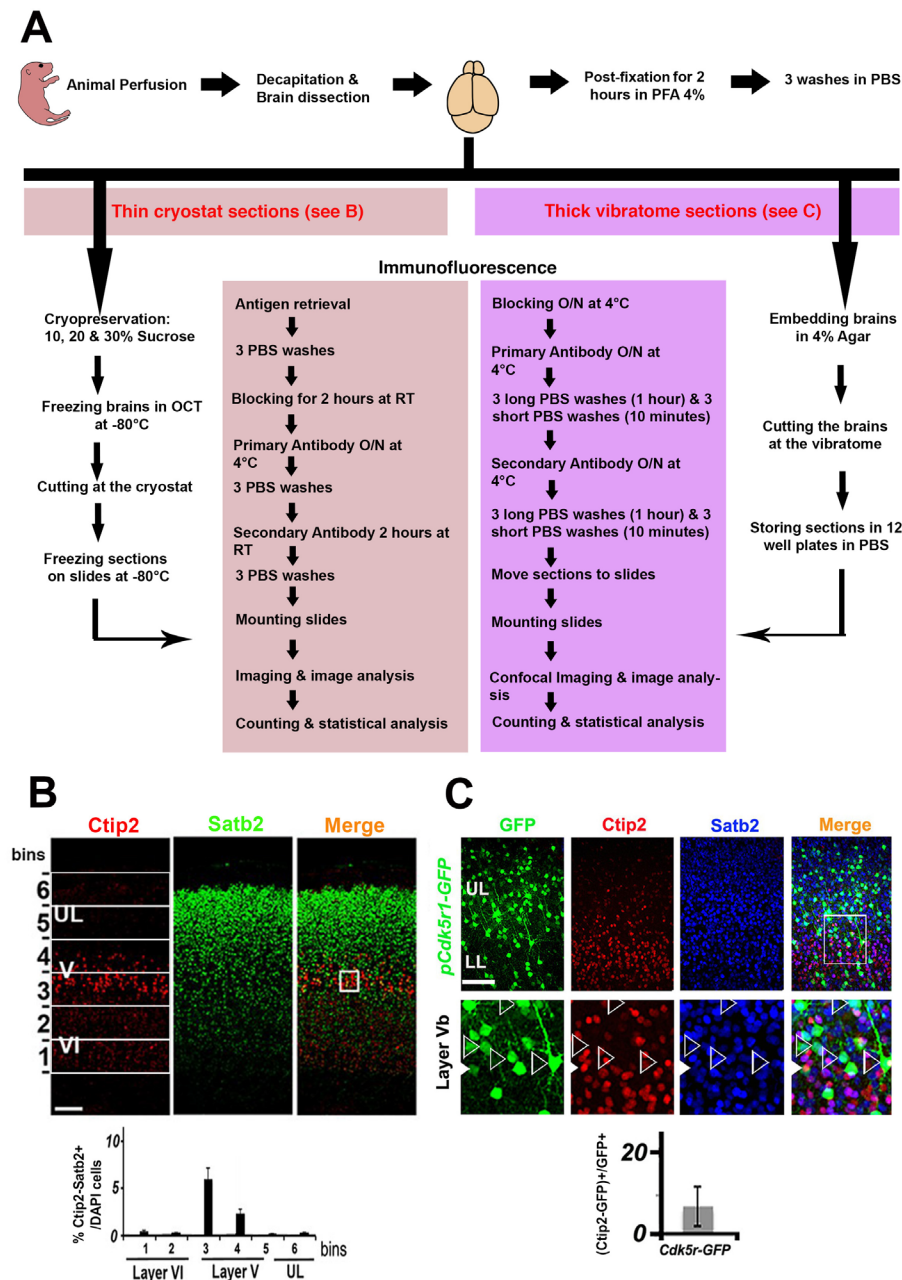 A
Animal Perfusion
Decapitation &
Brain dissection
Post-fixation for 2
hours in PFA 4%
3 washes in PBS
Thin cryostat sections (see B)
Thick vibratome sections (see C)
Immunofluorescence
Cryopreservation:
10, 20 & 30% Sucrose
Freezing brains in OCT
at -80°C
Cutting at the cryostat
Freezing sections
on slides at -80°C
Antigen retrieval
3 PBS washes
Blocking for 2 hours at RT
Primary Antibody O/N at
4°C
3 PBS washes
Secondary Antibody 2 hours at
RT
3 PBS washes
Mounting slides
Imaging & image analysis
Counting & statistical analysis
Blocking O/N at 4°C
Primary Antibody O/N at
4°C
3 long PBS washes (1 hour) & 3
short PBS washes (10 minutes)
Secondary Antibody O/N at
4°C
3 long PBS washes (1 hour) & 3
short PBS washes (10 minutes)
Move sections to slides
Mounting slides
Confocal Imaging & image analy-
sis
Counting & statistical analysis
Embedding brains
in 4% Agar
Cutting the brains
at the vibratome
Storing sections in 12
well plates in PBS
B
Ctip2 Satb2 Merge
bins
6
UL
5
4
V
3
2
VI
1
% Ctip2-Satb2+
/DAPI cells
10
5
0
1 2 3 4 5 6 bins
Layer VI Layer V UL
C
GFP Ctip2 Satb2 Merge
pCdk5r1-GFP
UL
LL
Layer Vb
(Ctip2-GFP)+/GFP+
20
0
Cdk5r-GFP